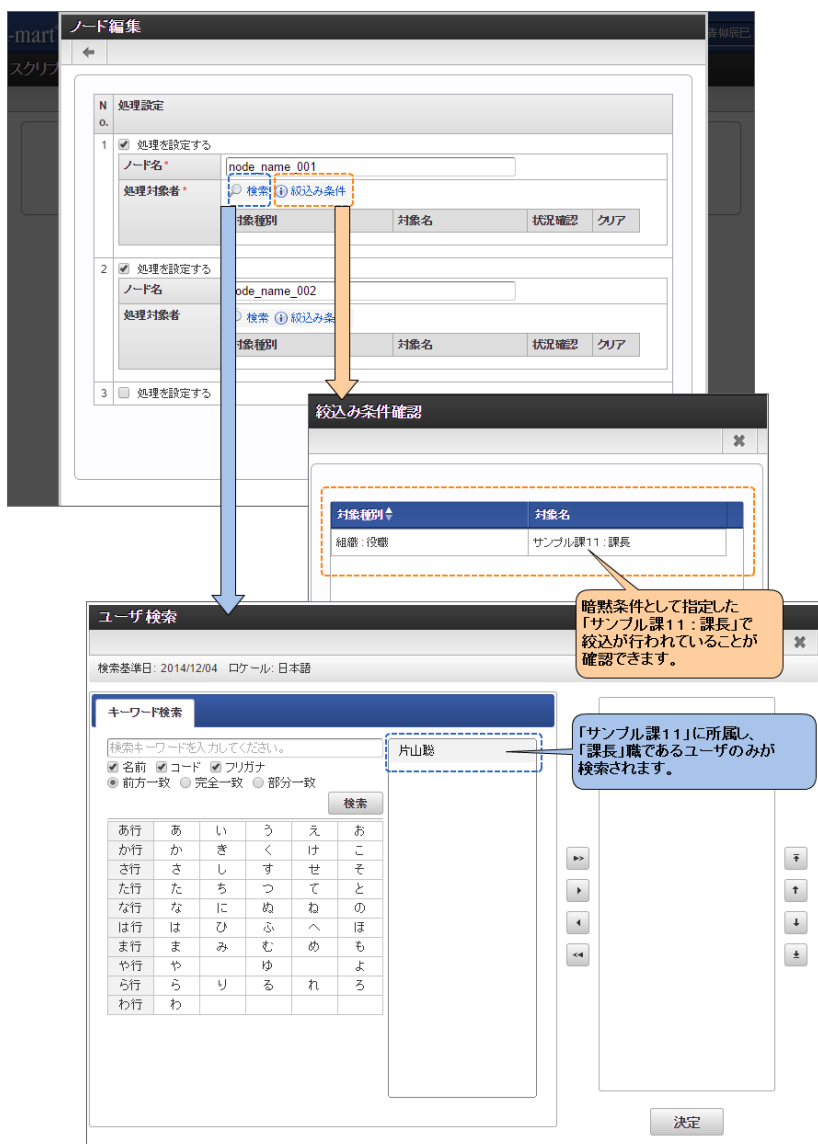 -mart
ノード編集
青柳辰巳
スクリプ
No. 処理設定
1 処理を設定する
ノード名* node_name_001
処理対象者* 検索 絞込み条件
対象種別 対象名 状況確認 クリア
2 処理を設定する
ノード名 node_name_002
処理対象者 検索 絞込み条
対象種別 対象名 状況確認 クリア
3 処理を設定する
絞込み条件確認
対象種別 対象名
組織 : 役職 サンプル課11 : 課長
暗黙条件として指定した
「サンプル課11：課長」で
絞込が行われていることが
確認できます。
ユーザ検索
検索基準日: 2014/12/04 ロケール: 日本語
キーワード検索
検索キーワードを入力してください。
名前 コード フリガナ
前方一致 完全一致 部分一致
検索
片山聡
「サンプル課11」に所属し、
「課長」職であるユーザのみが
検索されます。
あ行 あ い う え お
か行 か き く け こ
さ行 さ し す せ そ
た行 た ち つ て と
な行 な に ぬ ね の
は行 は ひ ふ へ ほ
ま行 ま み む め も
や行 や ゆ よ
ら行 ら り る れ ろ
わ行 わ
決定